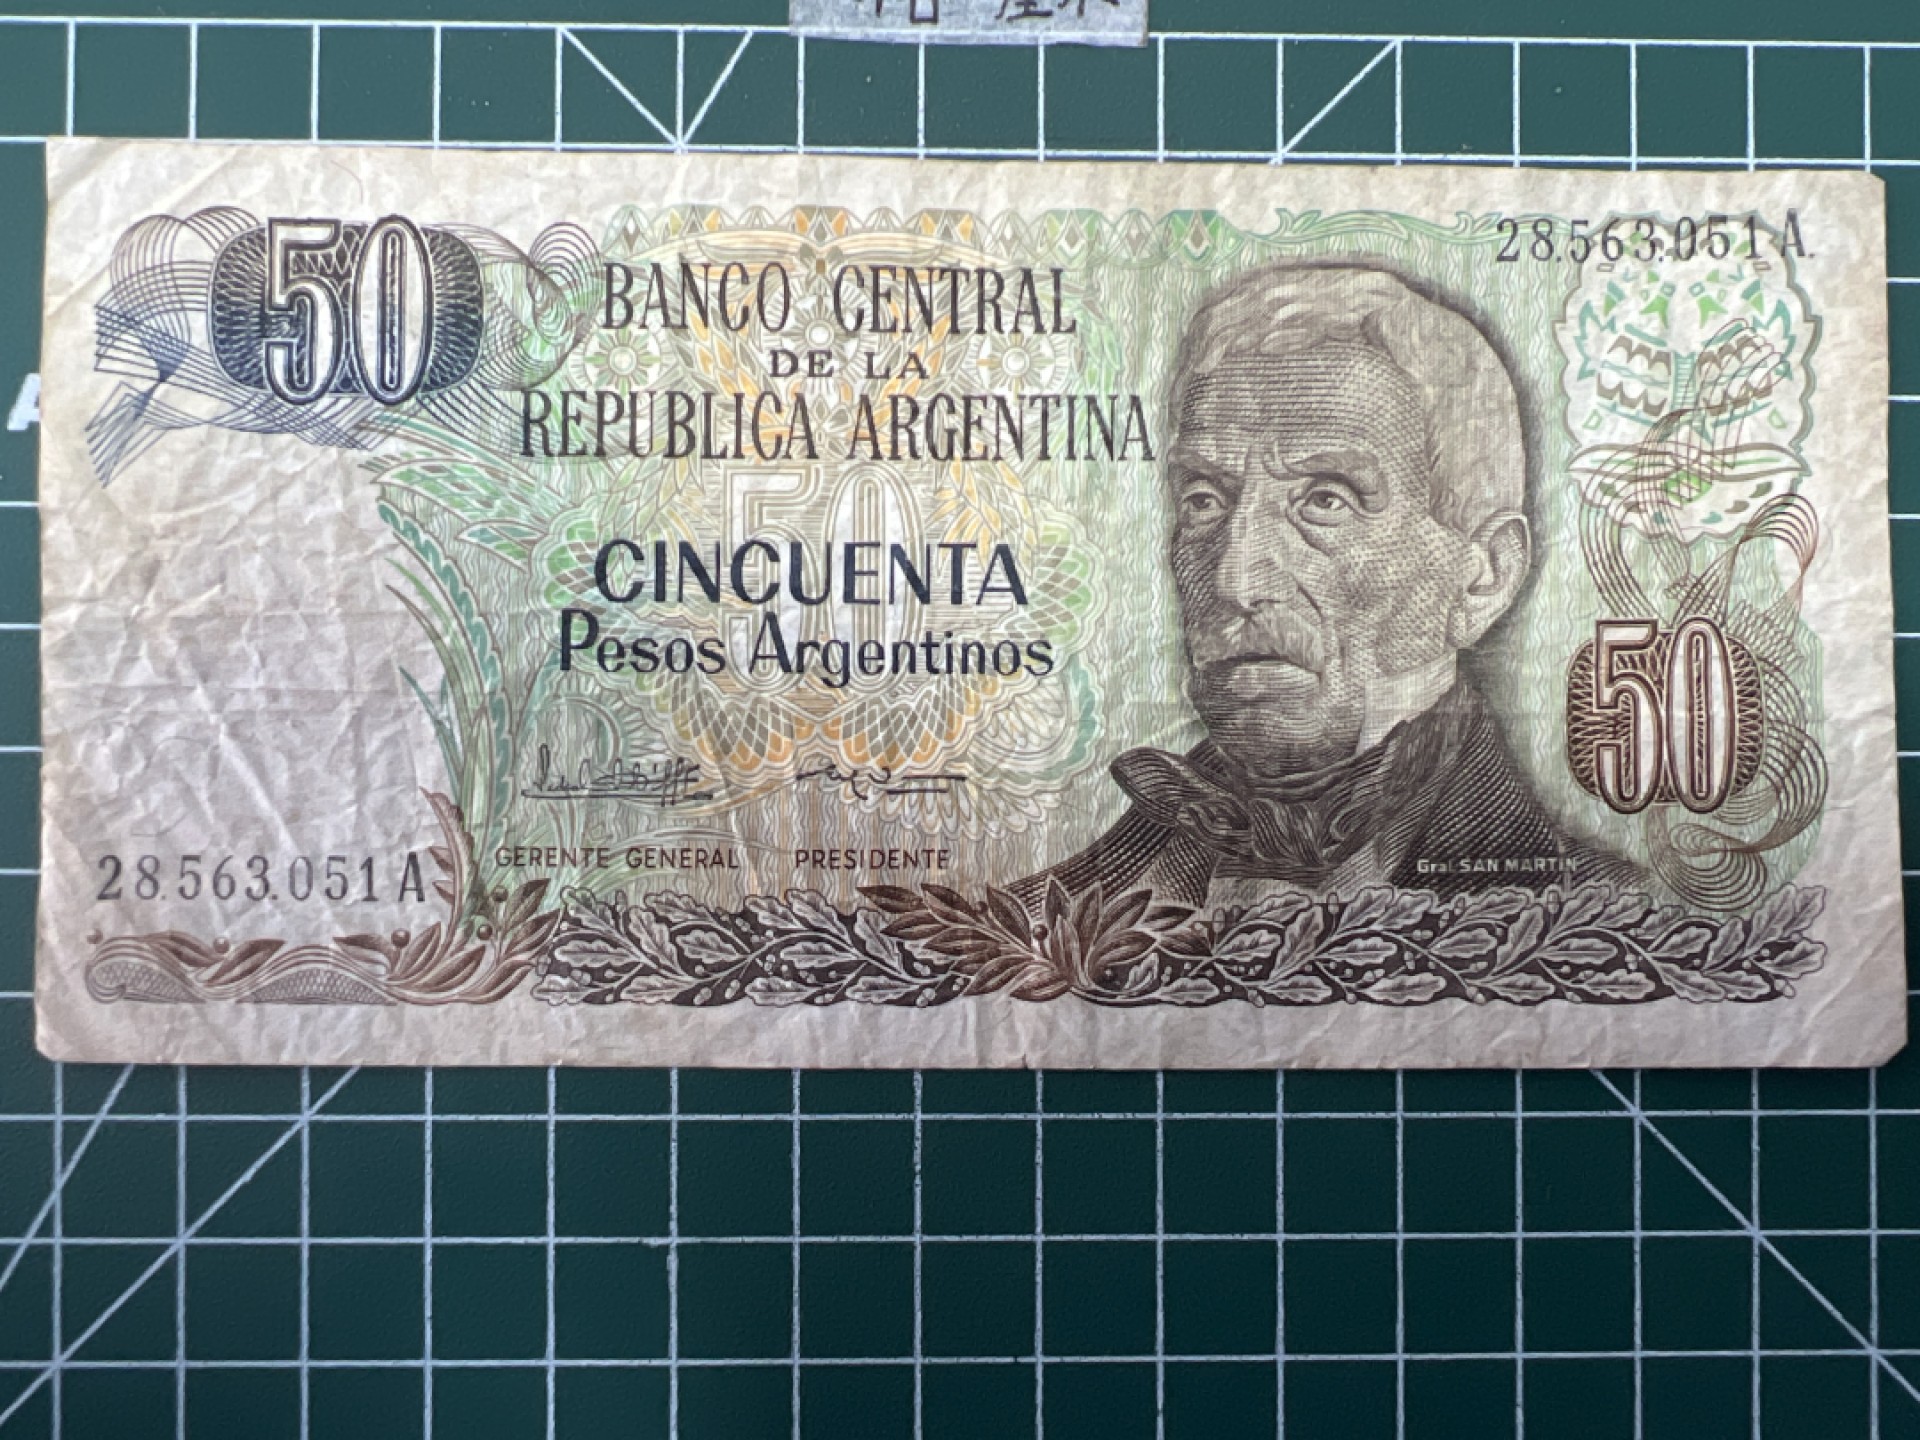 50
28.563.051 A.
BANCO CENTRAL
DE LA
REPUBLICA ARGENTINA
50
CINCUENTA
Pesos Argentinos
50
GERENTE GENERAL PRESIDENTE
28.563.051 A
Gral SAN MARTIN